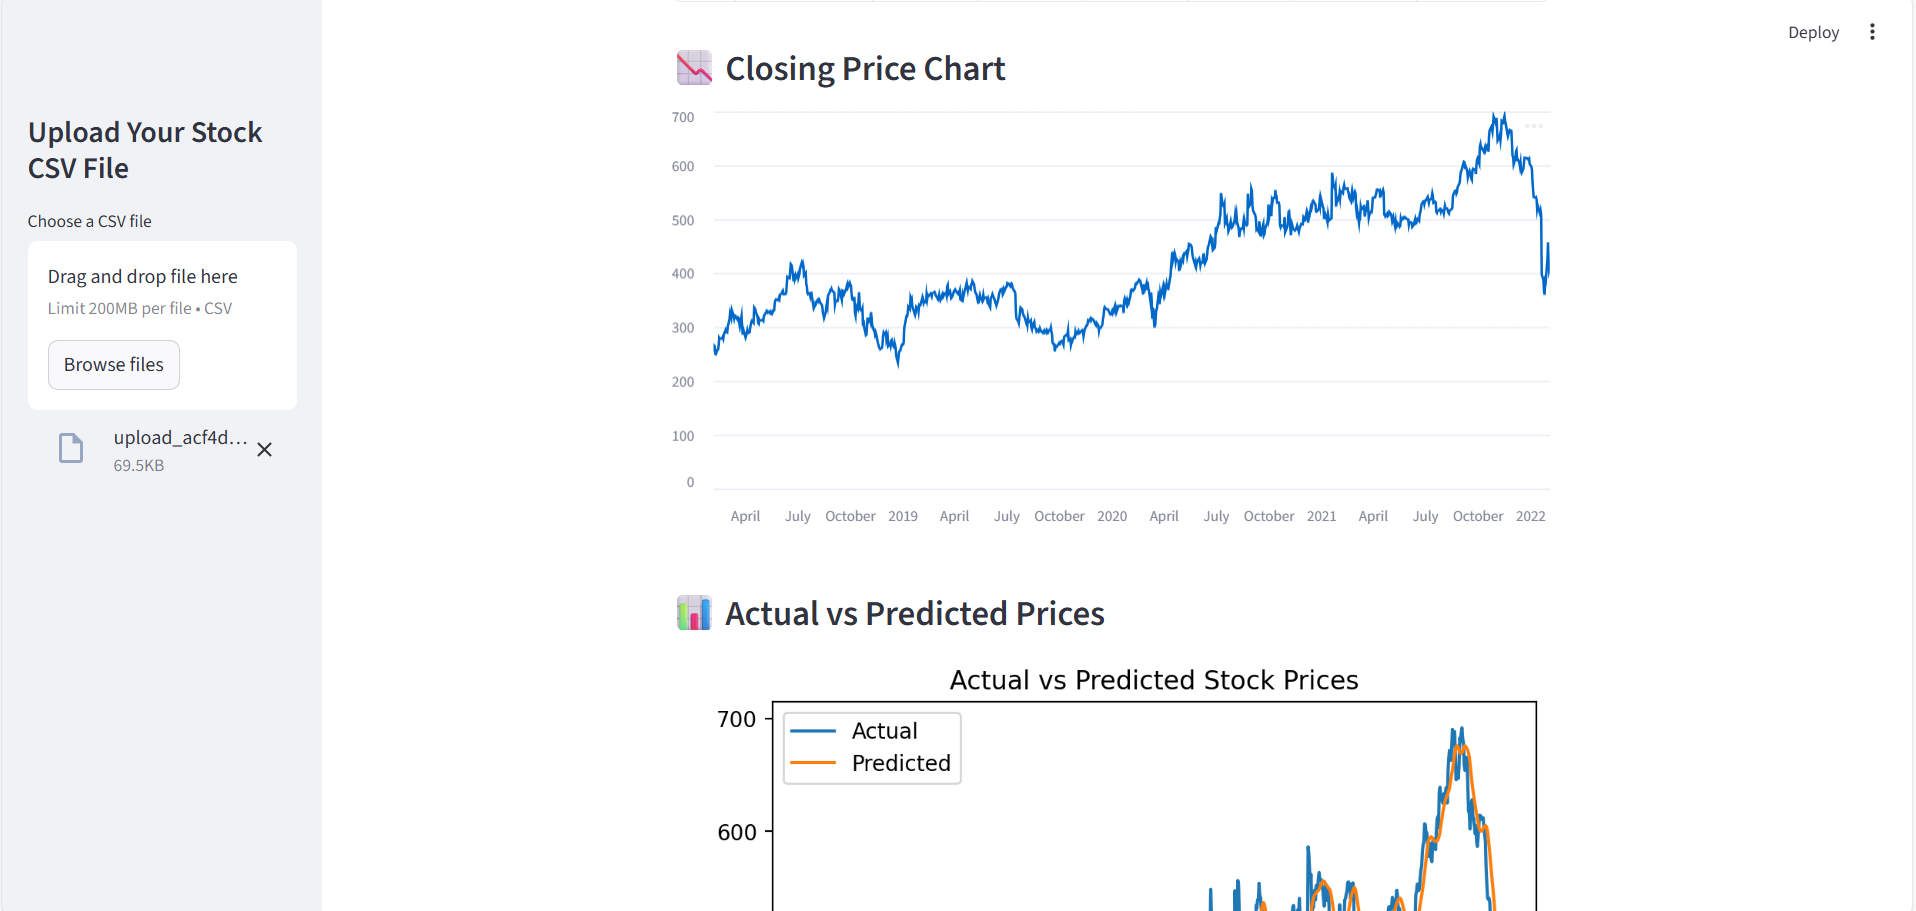 Deploy
Upload Your Stock
CSV File
Choose a CSV file
Drag and drop file here
Limit 200MB per file • CSV
Browse files
upload_acf4d...
69.5KB
Closing Price Chart
700
600
500
400
300
200
100
0
April July October 2019 April July October 2020 April July October 2021 April July October 2022
Actual vs Predicted Prices
Actual vs Predicted Stock Prices
700
Actual
Predicted
600